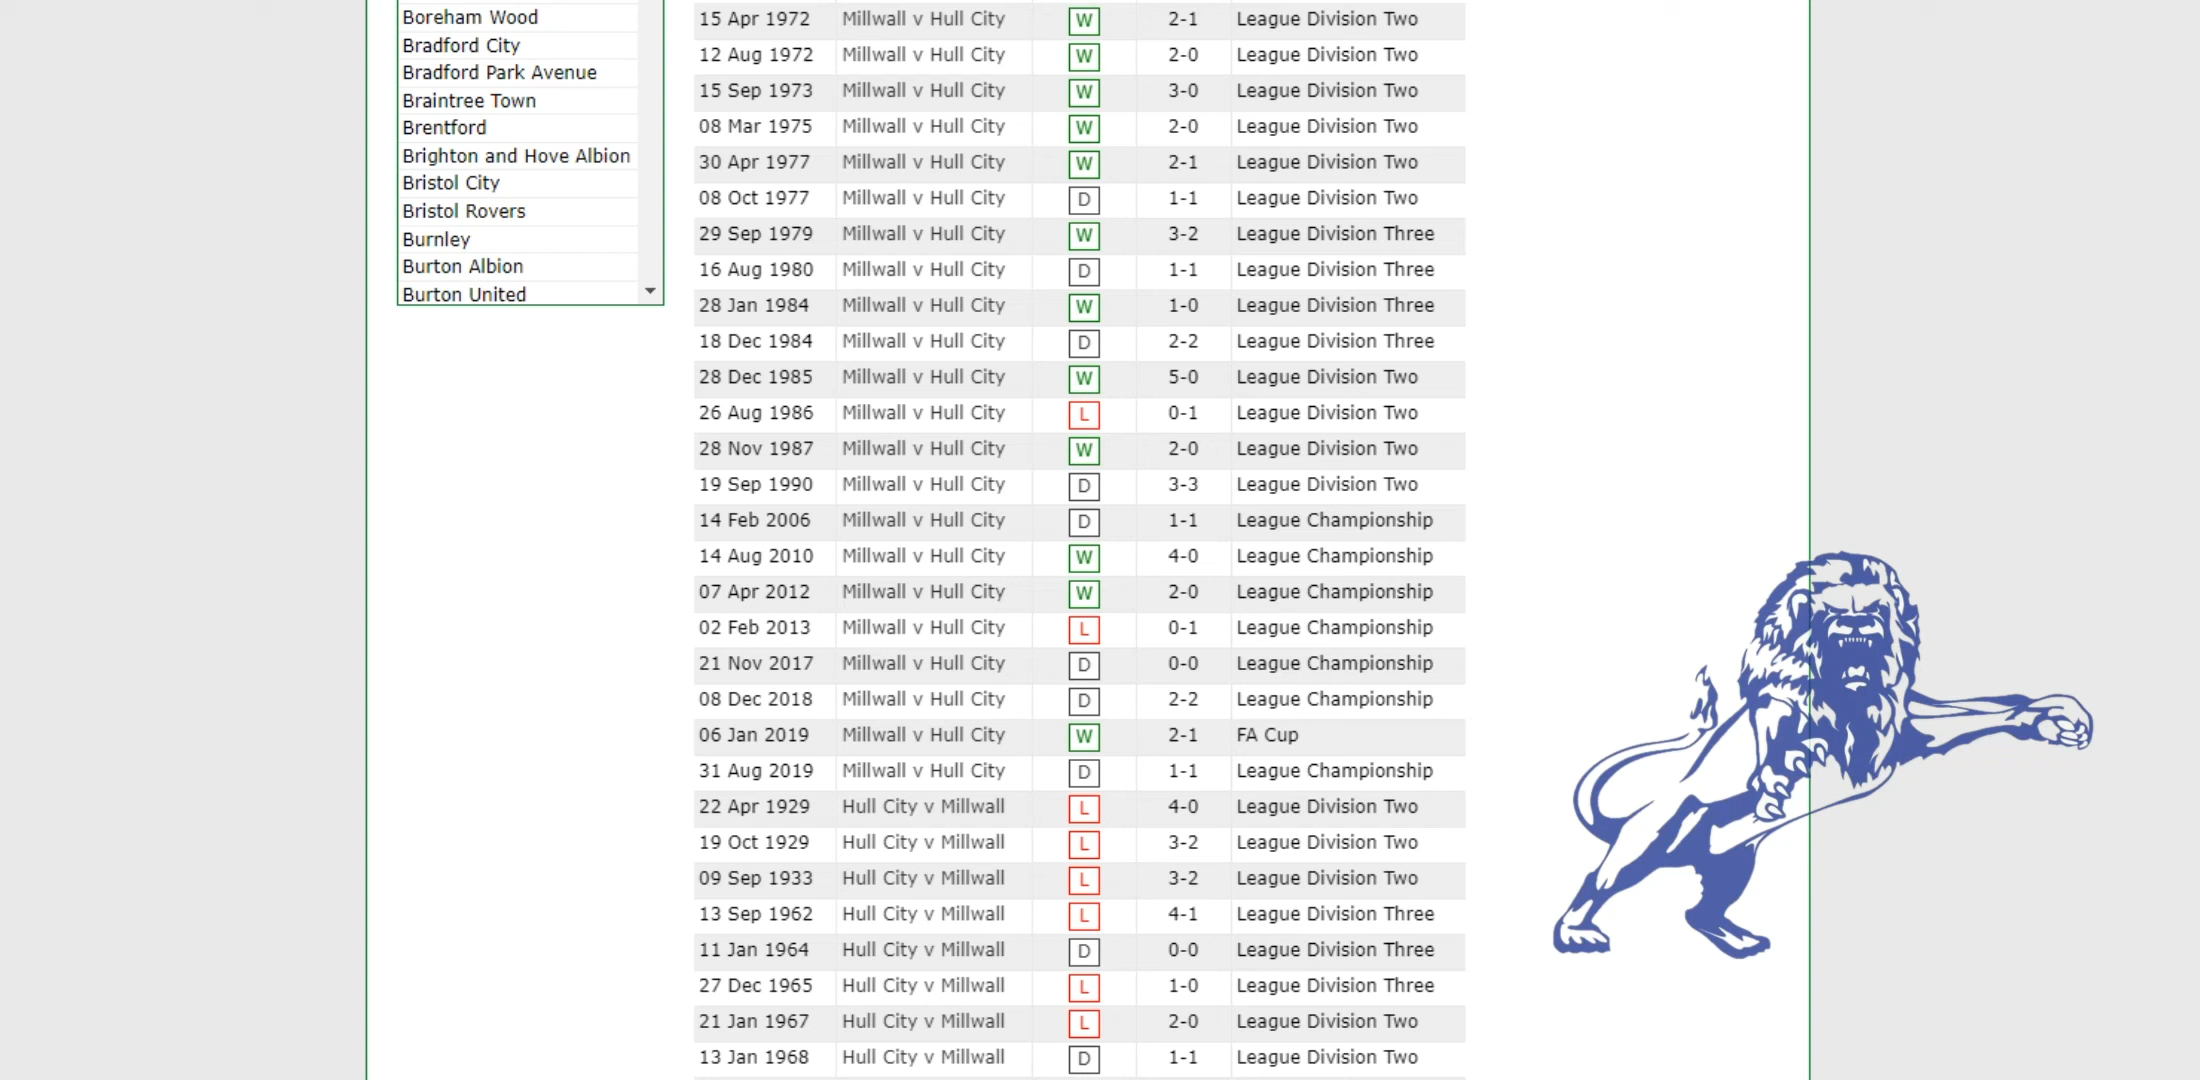 Boreham Wood
Bradford City
Bradford Park Avenue
Braintree Town
Brentford
Brighton and Hove Albion
Bristol City
Bristol Rovers
Burnley
Burton Albion
Burton United
15 Apr 1972 Millwall v Hull City W 2-1 League Division Two
12 Aug 1972 Millwall v Hull City W 2-0 League Division Two
15 Sep 1973 Millwall v Hull City W 3-0 League Division Two
08 Mar 1975 Millwall v Hull City W 2-0 League Division Two
30 Apr 1977 Millwall v Hull City W 2-1 League Division Two
08 Oct 1977 Millwall v Hull City D 1-1 League Division Two
29 Sep 1979 Millwall v Hull City W 3-2 League Division Three
16 Aug 1980 Millwall v Hull City D 1-1 League Division Three
28 Jan 1984 Millwall v Hull City W 1-0 League Division Three
18 Dec 1984 Millwall v Hull City D 2-2 League Division Three
28 Dec 1985 Millwall v Hull City W 5-0 League Division Two
26 Aug 1986 Millwall v Hull City L 0-1 League Division Two
28 Nov 1987 Millwall v Hull City W 2-0 League Division Two
19 Sep 1990 Millwall v Hull City D 3-3 League Division Two
14 Feb 2006 Millwall v Hull City D 1-1 League Championship
14 Aug 2010 Millwall v Hull City W 4-0 League Championship
07 Apr 2012 Millwall v Hull City W 2-0 League Championship
02 Feb 2013 Millwall v Hull City L 0-1 League Championship
21 Nov 2017 Millwall v Hull City D 0-0 League Championship
08 Dec 2018 Millwall v Hull City D 2-2 League Championship
06 Jan 2019 Millwall v Hull City W 2-1 FA Cup
31 Aug 2019 Millwall v Hull City D 1-1 League Championship
22 Apr 1929 Hull City v Millwall L 4-0 League Division Two
19 Oct 1929 Hull City v Millwall L 3-2 League Division Two
09 Sep 1933 Hull City v Millwall L 3-2 League Division Two
13 Sep 1962 Hull City v Millwall L 4-1 League Division Three
11 Jan 1964 Hull City v Millwall D 0-0 League Division Three
27 Dec 1965 Hull City v Millwall L 1-0 League Division Three
21 Jan 1967 Hull City v Millwall L 2-0 League Division Two
13 Jan 1968 Hull City v Millwall D 1-1 League Division Two